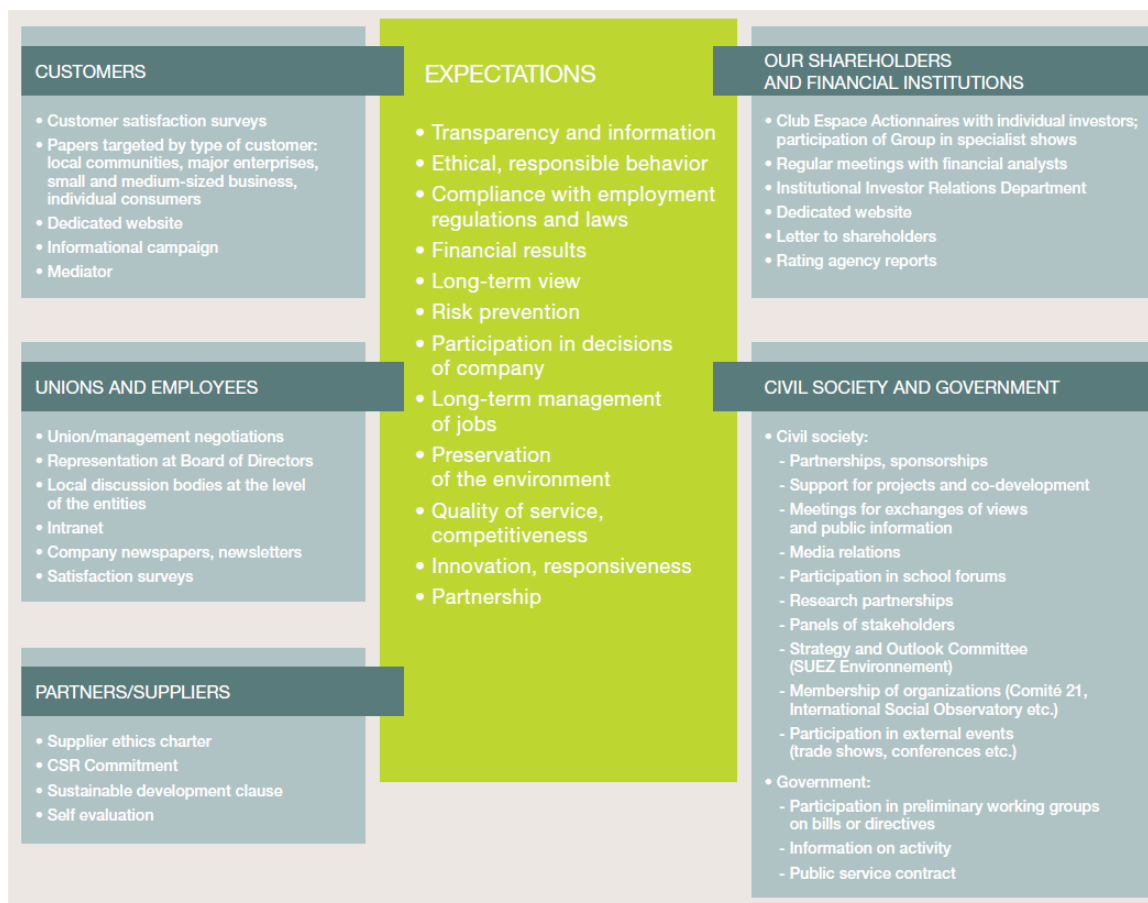 CUSTOMERS
• Customer satisfaction surveys
• Papers targeted by type of customer:
local communities, major enterprises,
small and medium-sized business,
individual consumers
• Dedicated website
• Informational campaign
• Mediator
UNIONS AND EMPLOYEES
• Union/management negotiations
• Representation at Board of Directors
• Local discussion bodies at the level
of the entities
• Intranet
• Company newspapers, newsletters
• Satisfaction surveys
PARTNERS/SUPPLIERS
• Supplier ethics charter
• CSR Commitment
• Sustainable development clause
• Self evaluation
EXPECTATIONS
• Transparency and information
• Ethical, responsible behavior
• Compliance with employment
regulations and laws
• Financial results
• Long-term view
• Risk prevention
• Participation in decisions
of company
• Long-term management
of jobs
• Preservation
of the environment
• Quality of service,
competitiveness
• Innovation, responsiveness
• Partnership
OUR SHAREHOLDERS
AND FINANCIAL INSTITUTIONS
• Club Espace Actionnaires with individual investors;
participation of Group in specialist shows
• Regular meetings with financial analysts
• Institutional Investor Relations Department
• Dedicated website
• Letter to shareholders
• Rating agency reports
CIVIL SOCIETY AND GOVERNMENT
• Civil society:
- Partnerships, sponsorships
- Support for projects and co-development
- Meetings for exchanges of views
and public information
- Media relations
- Participation in school forums
- Research partnerships
- Panels of stakeholders
- Strategy and Outlook Committee
(SUEZ Environnement)
- Membership of organizations (Comité 21,
International Social Observatory etc.)
- Participation in external events
(trade shows, conferences etc.)
• Government:
- Participation in preliminary working groups
on bills or directives
- Information on activity
- Public service contract